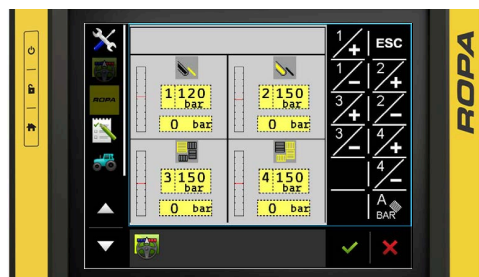 ROPA
1 120
bar
0 bar
2 150
bar
0 bar
3 150
bar
0 bar
4 150
bar
0 bar
1/+
ESC
1/-
2/+
3/+
2/-
3/-
4/+
4/-
A
BAR
ROPA